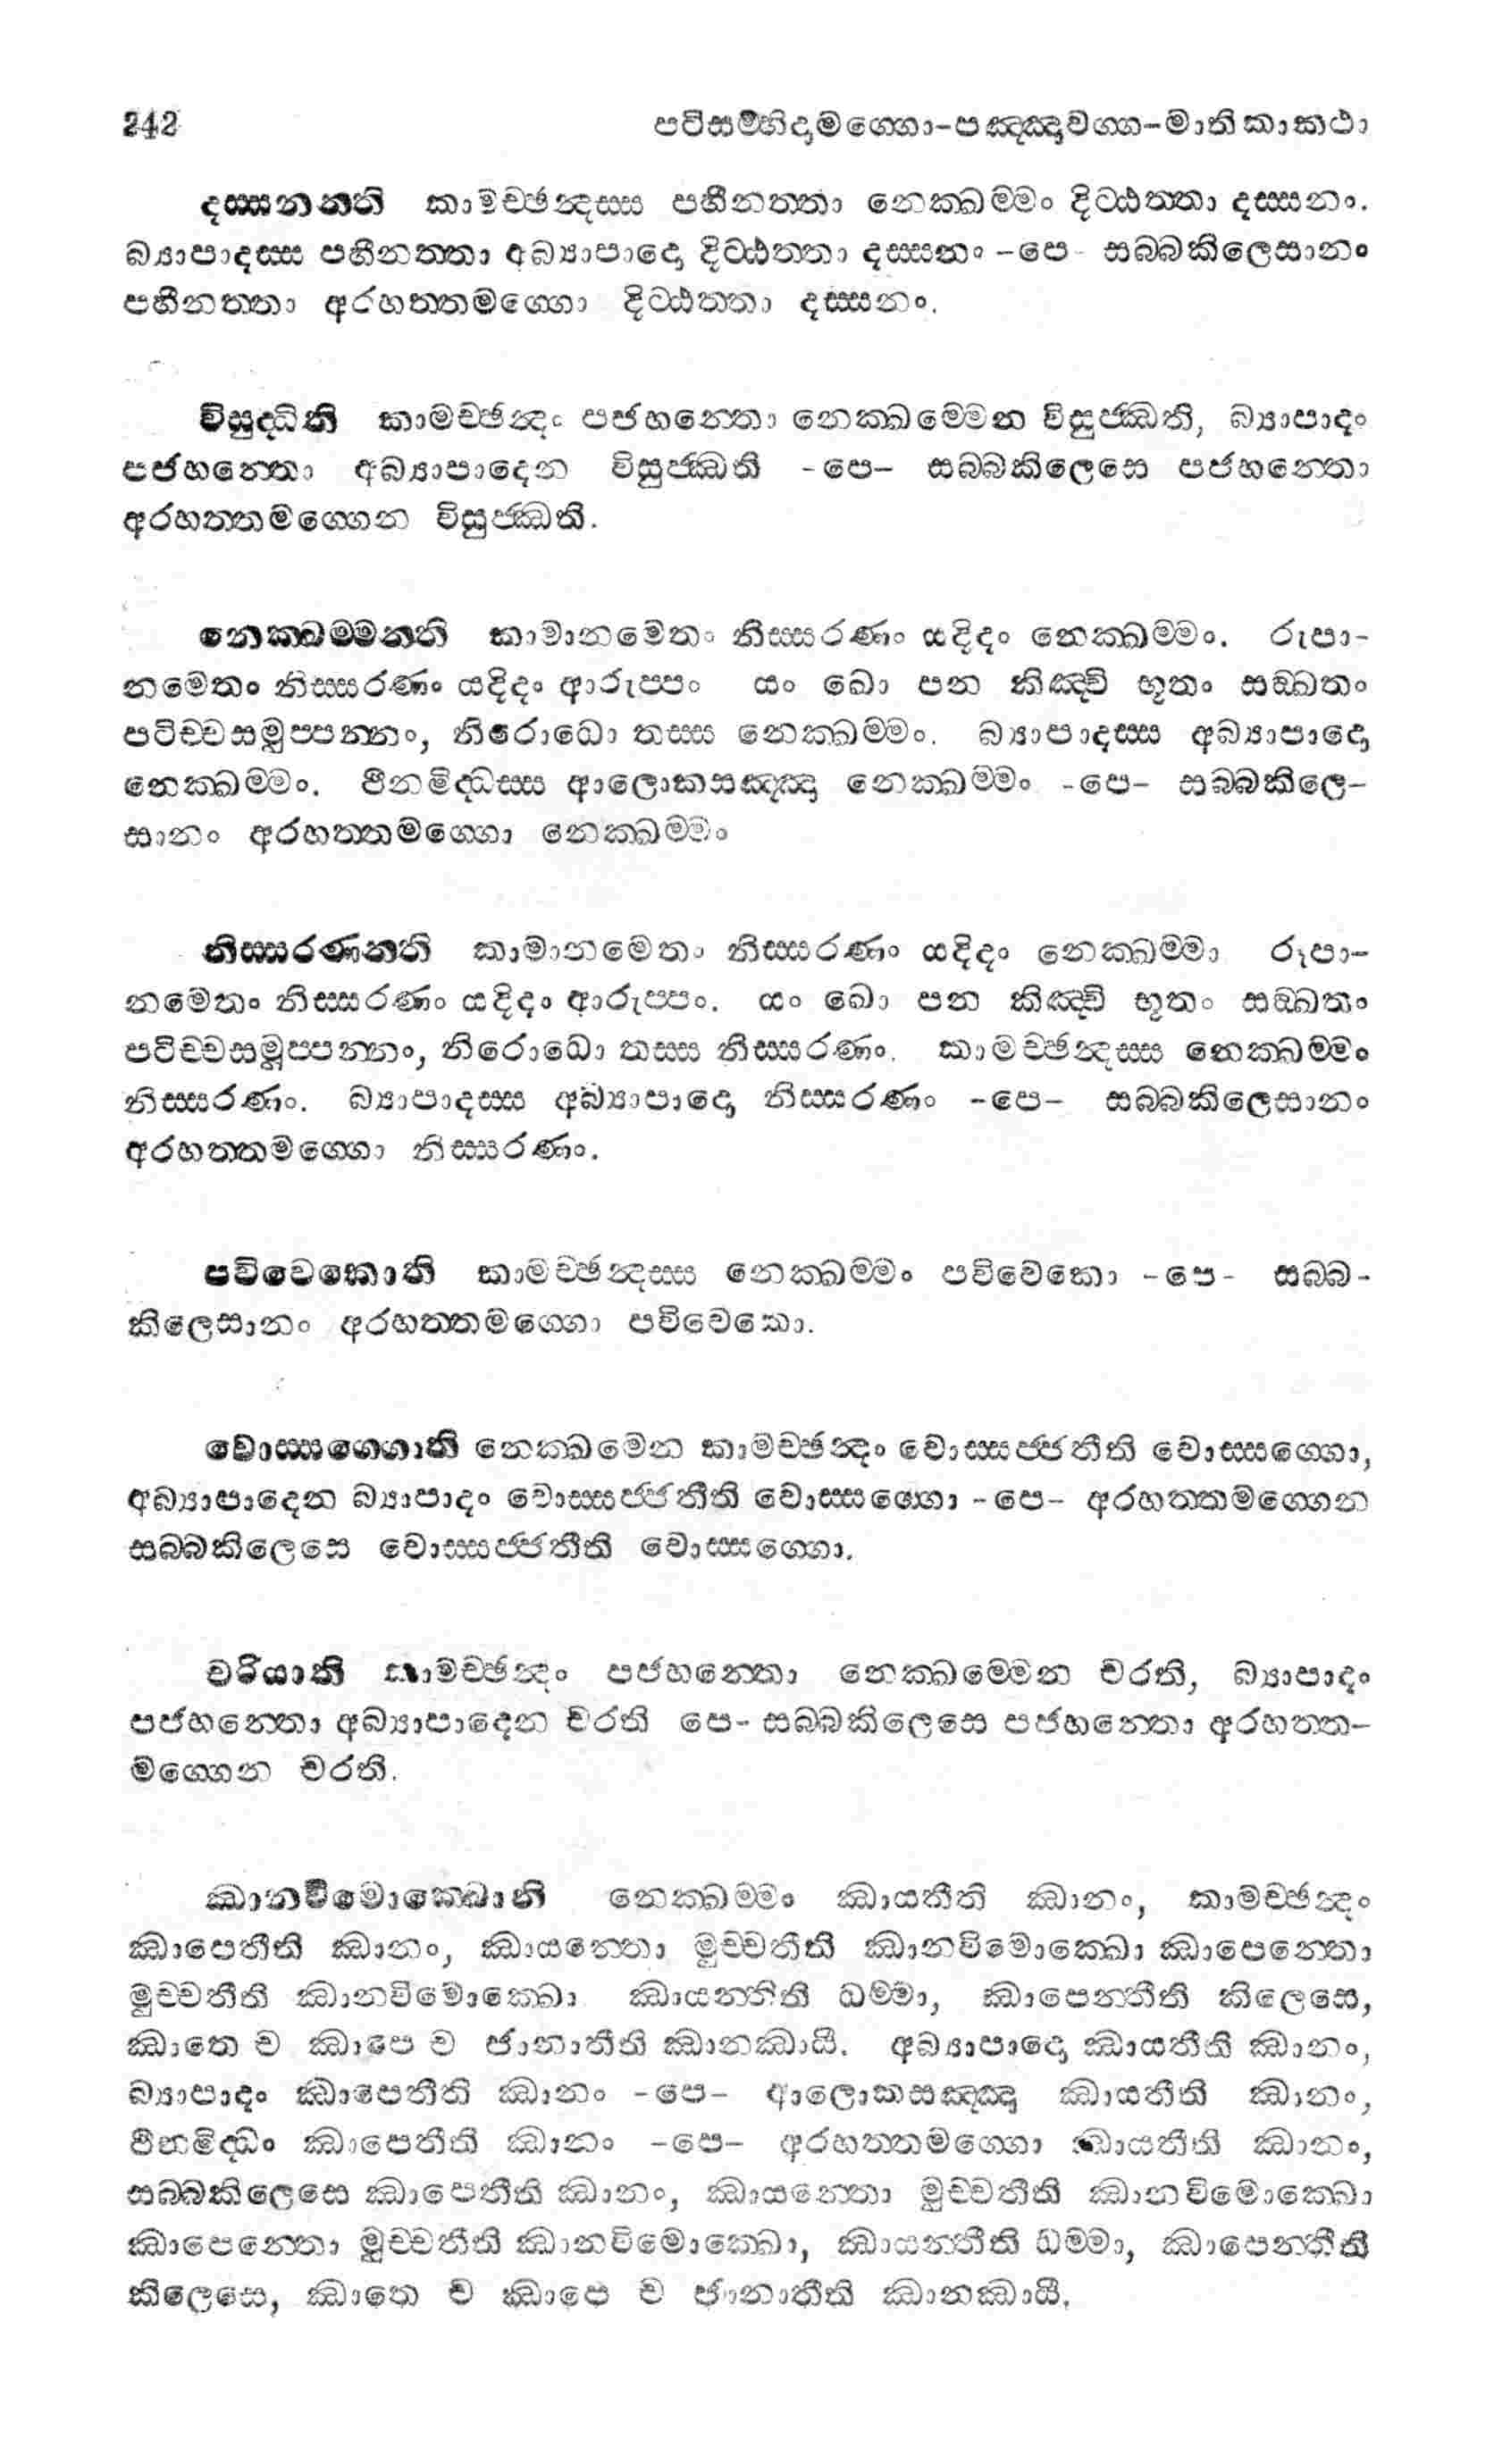 242 පටිසම්භිදාමග්ගො-පඤ්ඤාවග්ග-මාතිකාකථා
දස්සනන්ති කාමච්ඡන්දස්ස පහීනත්තා නෙක්ඛම්මං දිට්ඨත්තා දස්සනං.
බ්‍යාපාදස්ස පහීනත්තා අබ්‍යාපාදො දිට්ඨත්තා දස්සනං -පෙ- සබ්බකිලෙසානං
පහීනත්තා අරහත්තමග්ගො දිට්ඨත්තා දස්සනං.
විසුද්ධීති කාමච්ඡන්දං පජහන්තො නෙක්ඛම්මෙන විසුජ්ඣති, බ්‍යාපාදං
පජහන්තො අබ්‍යාපාදෙන විසුජ්ඣති -පෙ- සබ්බකිලෙසෙ පජහන්තො
අරහත්තමග්ගෙන විසුජ්ඣති.
නෙක්ඛම්මන්ති කාමානමෙතං නිස්සරණං යදිදං නෙක්ඛම්මං. රූපා-
නමෙතං නිස්සරණං යදිදං ආරුප්පං යං ඛො පන කිඤ්චි භූතං සඞ්ඛතං
පටිච්චසමුප්පන්නං, නිරොධො තස්ස නෙක්ඛම්මං. බ්‍යාපාදස්ස අබ්‍යාපාදො
නෙක්ඛම්මං. ථීනමිද්ධස්ස ආලොකසඤ්ඤා නෙක්ඛම්මං -පෙ- සබ්බකිලෙ-
සානං අරහත්තමග්ගො නෙක්ඛම්මං
නිස්සරණන්ති කාමානමෙතං නිස්සරණං යදිදං නෙක්ඛම්මා රූපා-
නමෙතං නිස්සරණං යදිදං ආරුප්පං. යං ඛො පන කිඤ්චි භූතං සඞ්ඛතං
පටිච්චසමුප්පන්නං, නිරොධො තස්ස නිස්සරණං. කාමච්ඡන්දස්ස නෙක්ඛම්මං
නිස්සරණං. බ්‍යාපාදස්ස අබ්‍යාපාදො නිස්සරණං -පෙ- සබ්බකිලෙසානං
අරහත්තමග්ගො නිස්සරණං.
පවිවෙකොති කාමච්ඡන්දස්ස නෙක්ඛම්මං පවිවෙකො -පෙ- සබ්බ-
කිලෙසානං අරහත්තමග්ගො පවිවෙකො.
වොස්සග්ගොති නෙක්ඛමෙන කාමච්ඡන්දං වොස්සජ්ජතීති වොස්සග්ගො,
අබ්‍යාපාදෙන බ්‍යාපාදං වොස්සජ්ජතීති වොස්සග්ගො -පෙ- අරහත්තමග්ගෙන
සබ්බකිලෙසෙ වොස්සජ්ජතීති වොස්සග්ගො.
චරියාති කාමච්ඡන්දං පජහන්තො නෙක්ඛම්මෙන චරති, බ්‍යාපාදං
පජහන්තො අබ්‍යාපාදෙන චරති පෙ- සබ්බකිලෙසෙ පජහන්තො අරහත්ත-
මග්ගෙන චරති.
ඣානවිමොක්ඛොති නෙක්ඛම්මං ඣායතීති ඣානං, කාමච්ඡන්දං
ඣාපෙතීති ඣානං, ඣායන්තො මුච්චතීති ඣානවිමොක්ඛො ඣාපෙන්තො
මුච්චතීති ඣානවිමොක්ඛො ඣායන්තීති ධම්මා, ඣාපෙන්තීති කිලෙසෙ,
ඣාතෙ ච ඣාපෙ ච ජානාතීති ඣානඣායී. අබ්‍යාපාදො ඣායතීති ඣානං,
බ්‍යාපාදං ඣාපෙතීති ඣානං -පෙ- ආලොකසඤ්ඤා ඣායතීති ඣානං,
ථීනමිද්ධං ඣාපෙතීති ඣානං -පෙ- අරහත්තමග්ගො ඣායතීති ඣානං,
සබ්බකිලෙසෙ ඣාපෙතීති ඣානං, ඣායන්තො මුච්චතීති ඣානවිමොක්ඛො
ඣාපෙන්තො මුච්චතීති ඣානවිමොක්ඛො, ඣායන්තීති ධම්මා, ඣාපෙන්තීති
කිලෙසෙ, ඣාතෙ ච ඣාපෙ ච ජානාතීති ඣානඣායී.